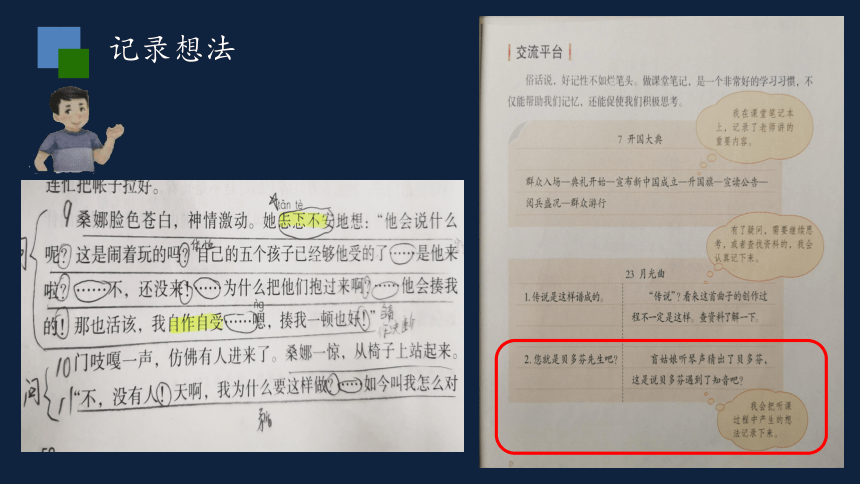 记录想法
连忙把帐子拉好。
9 桑娜脸色苍白，神情激动。她忐忑不安地想：“他会说什么
tǎn tè
呢？这是闹着玩的吗？自己的五个孩子已经够他受的了……是他来
啦？……不，还没来！……为什么把他们抱过来啊？……他会揍我
的！那也活该，我自作自受……嗯，揍我一顿也好！”
ńg
10 门吱嘎一声，仿佛有人进来了。桑娜一惊，从椅子上站起来。
11 “不，没有人！天啊，我为什么要这样做？……如今叫我怎么对
交流平台
俗话说，好记性不如烂笔头。做课堂笔记，是一个非常好的学习习惯，不
仅能帮助我们记忆，还能促使我们积极思考。
我在课堂笔记本
上，记录了老师讲的
重要内容。
7 开国大典
群众入场—典礼开始—宣布新中国成立—升国旗—宣读公告—
阅兵盛况—群众游行
有了疑问，需要继续思
考，或者查找资料的，我会
认真记下来。
23 月光曲
1.传说是这样谱成的。 “传说”？看来这首曲子的创作过
程不一定是这样。查资料了解一下。
2.您就是贝多芬先生吧？ 盲姑娘听琴声猜出了贝多芬，
这是说贝多芬遇到了知音吧？
我会把听课
过程中产生的想
法记录下来。